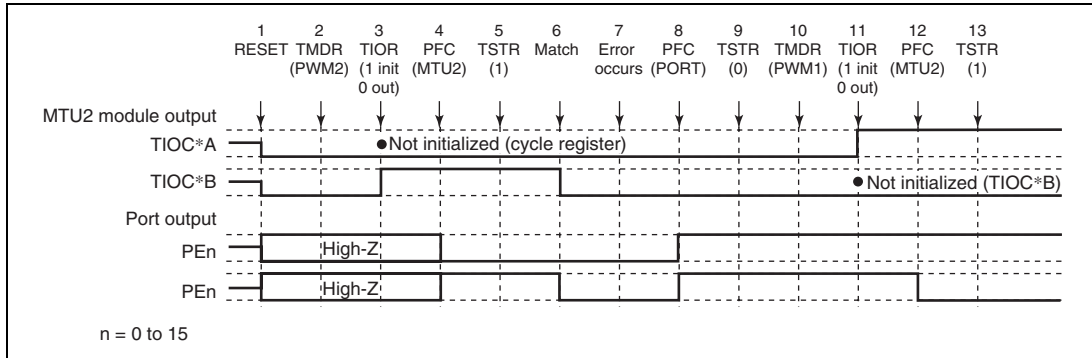 1 2 3 4 5 6 7 8 9 10 11 12 13
RESET TMDR TIOR PFC TSTR Match Error PFC TSTR TMDR TIOR PFC TSTR
(PWM2) (1 init (MTU2) (1) occurs (PORT) (0) (PWM1) (1 init (MTU2) (1)
0 out) 0 out)
MTU2 module output
TIOC*A ●Not initialized (cycle register)
TIOC*B ● Not initialized (TIOC*B)
Port output
PEn High-Z
PEn High-Z
n = 0 to 15